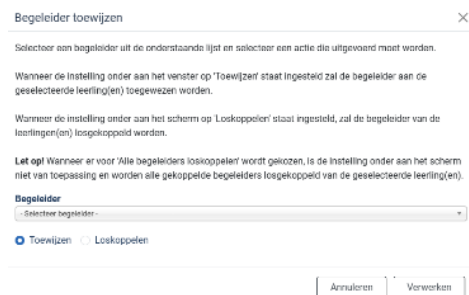 Begeleider toewijzen
Selecteer een begeleider uit de onderstaande lijst en selecteer een actie die uitgevoerd moet worden.
Wanneer de instelling onder aan het venster op 'Toewijzen' staat ingesteld zal de begeleider aan de
geselecteerde leerling(en) toegewezen worden.
Wanneer de instelling onder aan het scherm op 'Loskoppelen' staat ingesteld, zal de begeleider van de
leerlingen(en) losgekoppeld worden.
Let op! Wanneer er voor 'Alle begeleiders loskoppelen' wordt gekozen, is de instelling onder aan het scherm
niet van toepassing en worden alle gekoppelde begeleiders losgekoppeld van de geselecteerde leerling(en).
Begeleider
- Selecteer begeleider -
Toewijzen Loskoppelen
Annuleren Verwerken